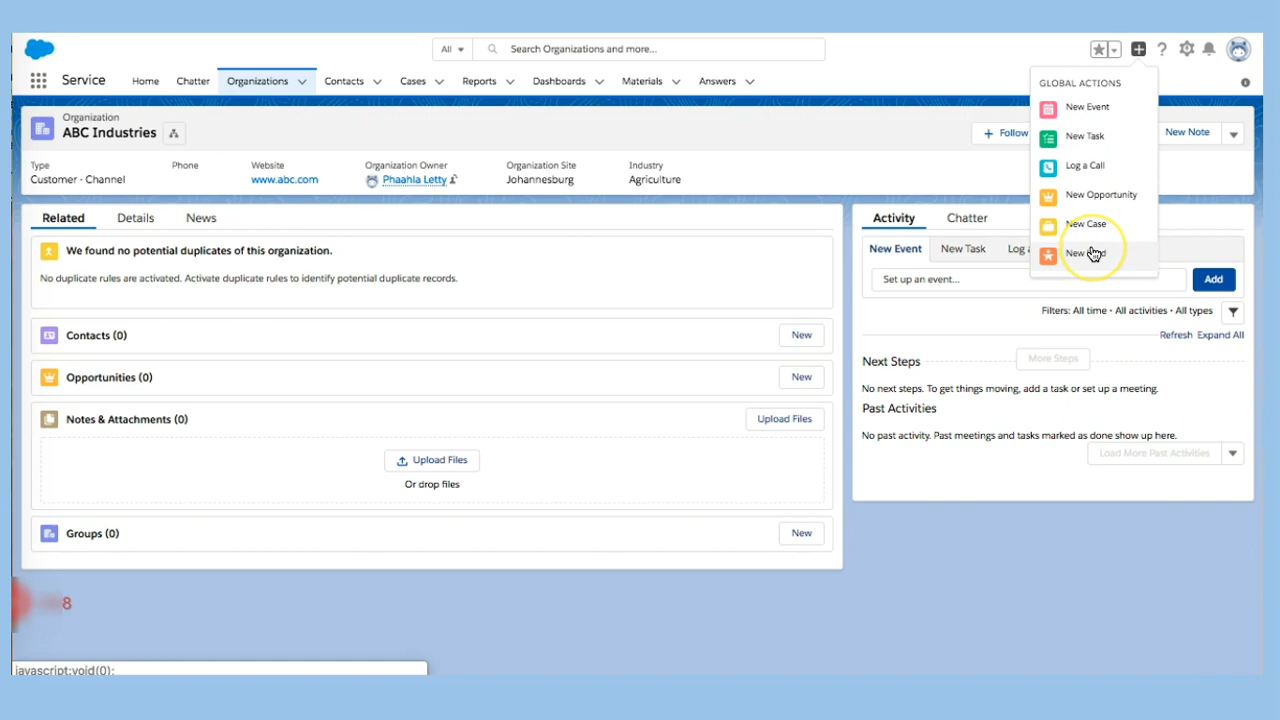 All
Search Organizations and more...
Service
Home
Chatter
Organizations
Contacts
Cases
Reports
Dashboards
Materials
Answers
GLOBAL ACTIONS
New Event
New Task
Log a Call
New Opportunity
New Case
New
Organization
ABC Industries
Follow
New Note
Type
Customer - Channel
Phone
Website
www.abc.com
Organization Owner
Phaahla Letty
Organization Site
Johannesburg
Industry
Agriculture
Related
Details
News
We found no potential duplicates of this organization.
No duplicate rules are activated. Activate duplicate rules to identify potential duplicate records.
Contacts (0)
New
Opportunities (0)
New
Notes & Attachments (0)
Upload Files
Upload Files
Or drop files
Groups (0)
New
Activity
Chatter
New Event
New Task
Log
Set up an event...
Add
Filters: All time • All activities • All types
Refresh Expand All
Next Steps
More Steps
No next steps. To get things moving, add a task or set up a meeting.
Past Activities
No past activity. Past meetings and tasks marked as done show up here.
Load More Past Activities
8
javascript:void(0);